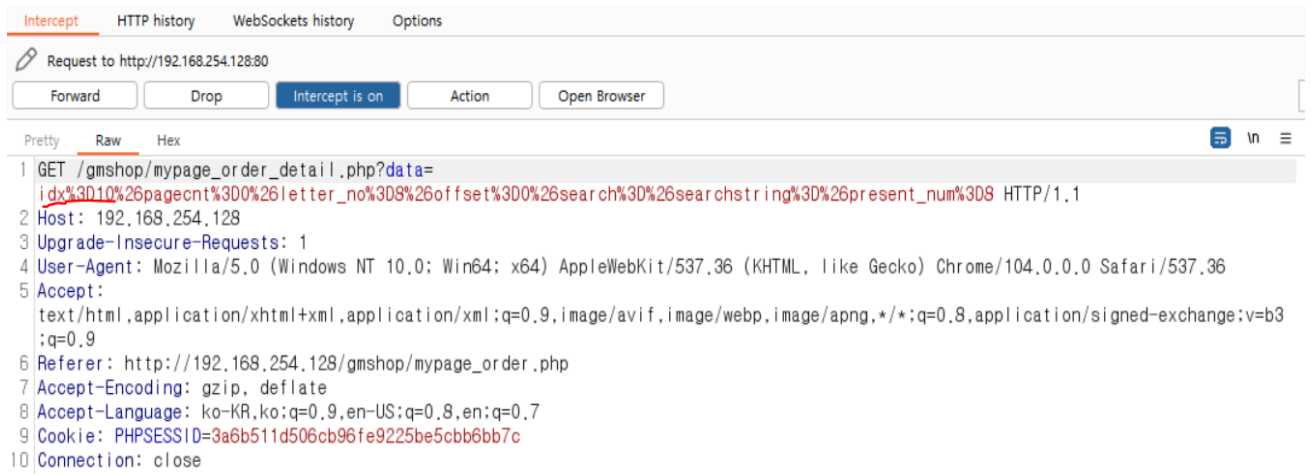 Intercept HTTP history WebSockets history Options
Request to http://192.168.254.128:80
Forward Drop Intercept is on Action Open Browser
Pretty Raw Hex \n
1 GET /gmshop/mypage_order_detail.php?data=
idx%3D10%26pagecnt%3D0%26letter_no%3D8%26offset%3D0%26search%3D%26searchstring%3D%26present_num%3D8 HTTP/1.1
2 Host: 192.168.254.128
3 Upgrade-Insecure-Requests: 1
4 User-Agent: Mozilla/5.0 (Windows NT 10.0; Win64; x64) AppleWebKit/537.36 (KHTML, like Gecko) Chrome/104.0.0.0 Safari/537.36
5 Accept:
text/html,application/xhtml+xml,application/xml;q=0.9,image/avif,image/webp,image/apng,*/*;q=0.8,application/signed-exchange;v=b3
;q=0.9
6 Referer: http://192.168.254.128/gmshop/mypage_order.php
7 Accept-Encoding: gzip, deflate
8 Accept-Language: ko-KR,ko;q=0.9,en-US;q=0.8,en;q=0.7
9 Cookie: PHPSESSID=3a6b511d506cb96fe9225be5cbb6bb7c
10 Connection: close